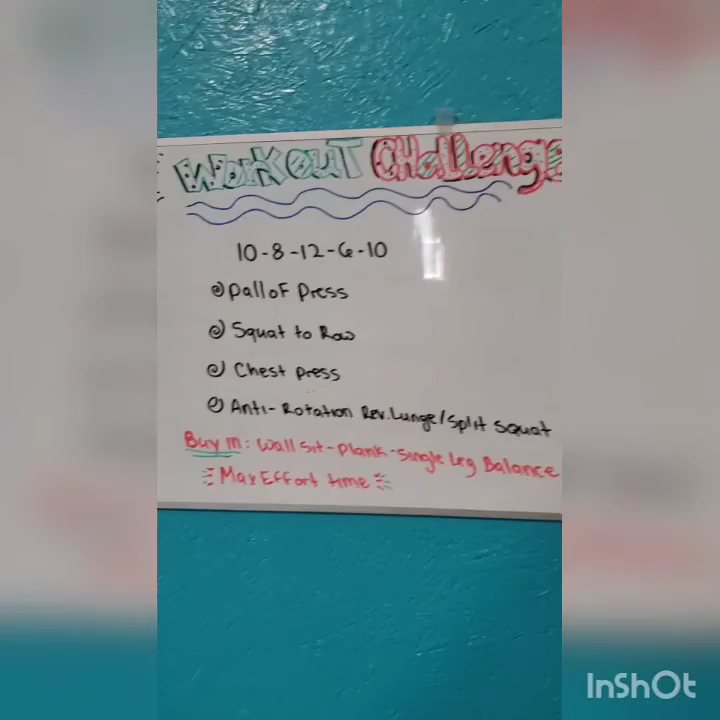 Workout Challenge
10-8-12-6-10
Pallof Press
Squat to Row
Chest press
Anti-Rotation Rev. Lunge/Split Squat
Buy in: Wall Sit-Plank-Single Leg Balance
Max Effort time
InShOt